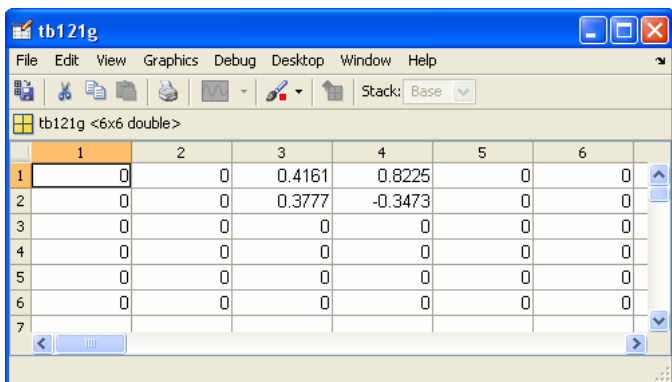 tb121g
File Edit View Graphics Debug Desktop Window Help
Stack: Base
tb121g <6x6 double>
1 2 3 4 5 6
1 0 0 0.4161 0.8225 0 0
2 0 0 0.3777 -0.3473 0 0
3 0 0 0 0 0 0
4 0 0 0 0 0 0
5 0 0 0 0 0 0
6 0 0 0 0 0 0
7